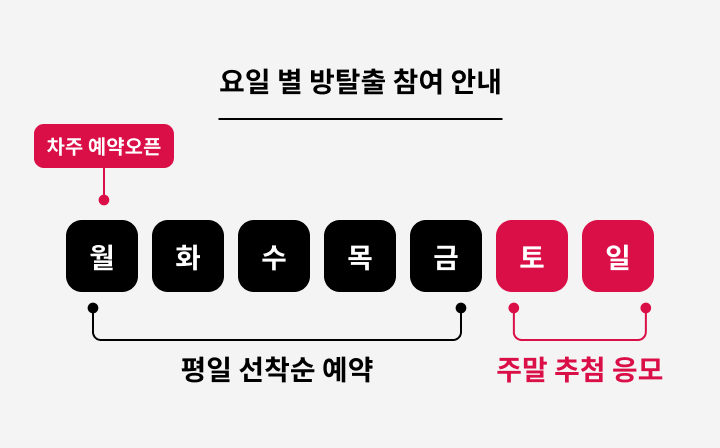 요일 별 방탈출 참여 안내
차주 예약오픈
월 화 수 목 금 토 일
평일 선착순 예약 주말 추첨 응모